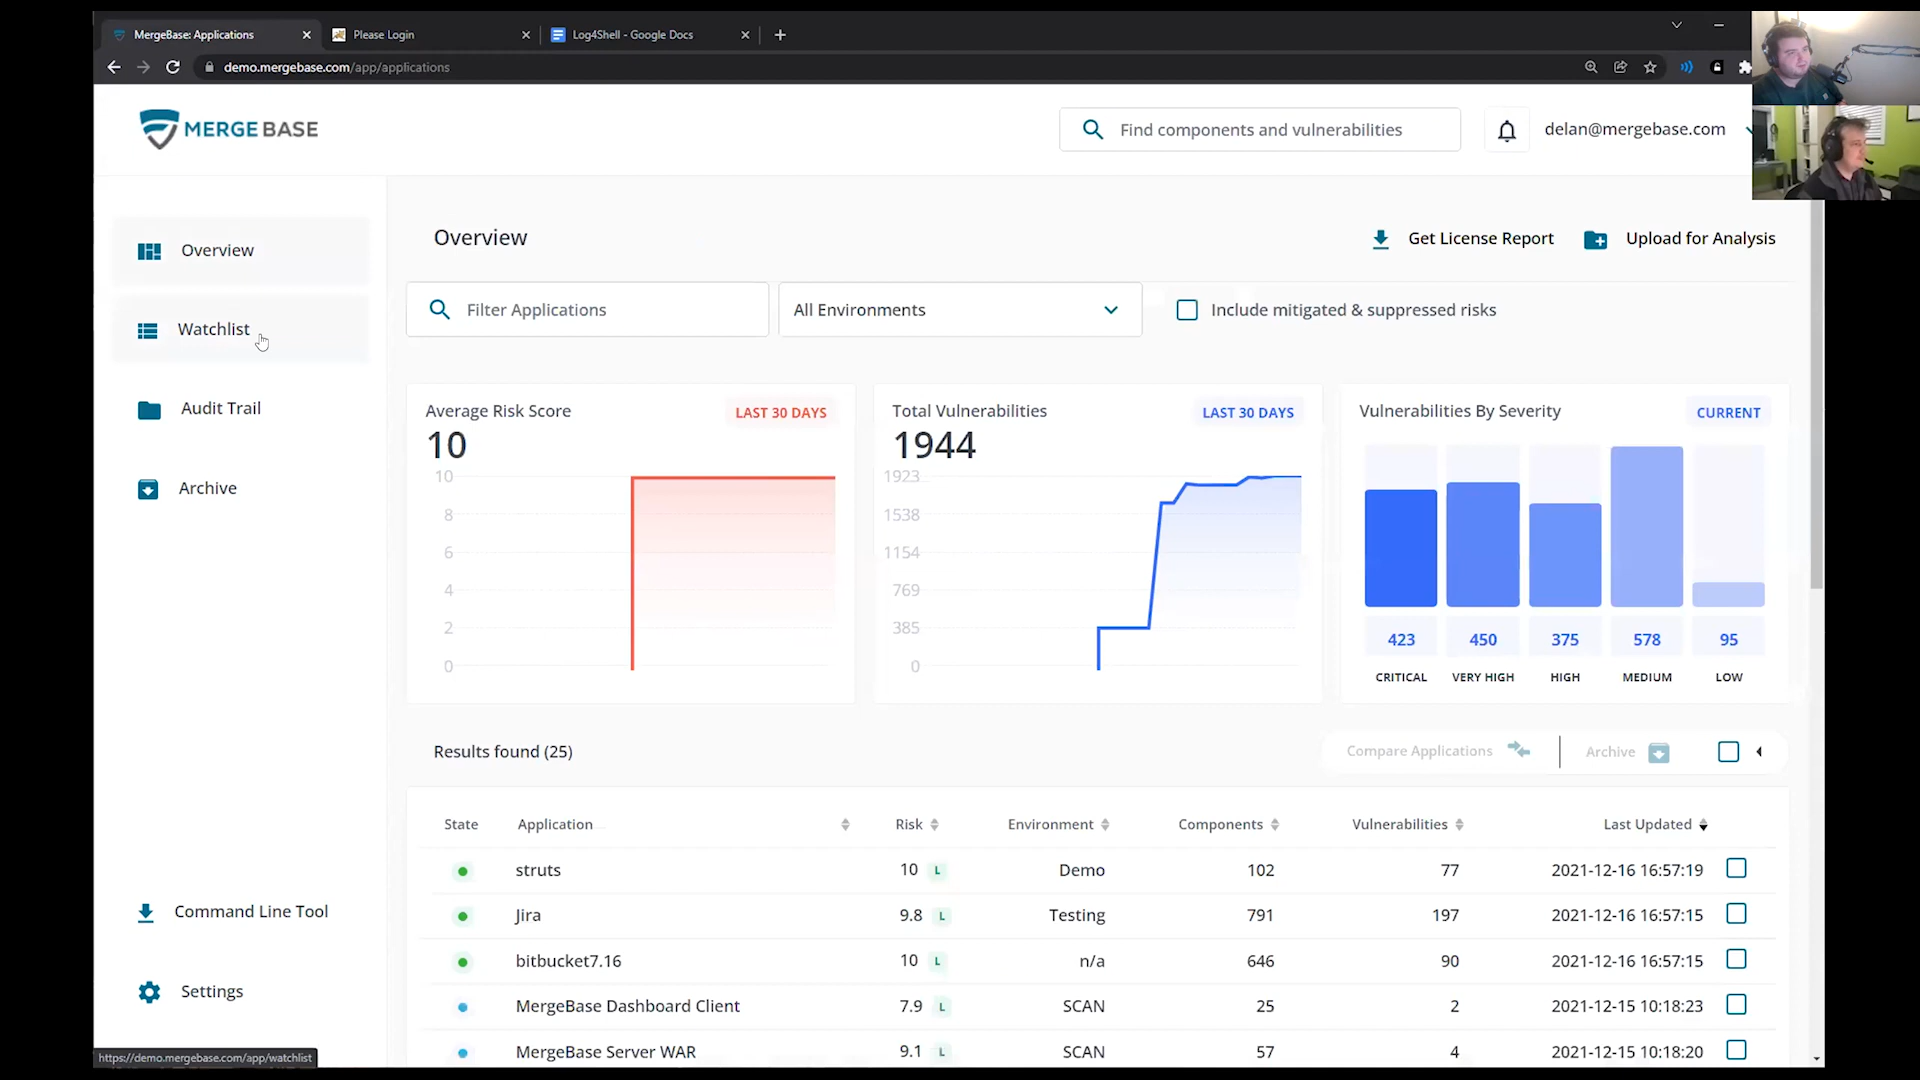 MergeBase: Applications
Please Login
Log4Shell - Google Docs
demo.mergebase.com/app/applications
MERGE BASE
Find components and vulnerabilities
delan@mergebase.com
Overview
Watchlist
Audit Trail
Archive
Command Line Tool
Settings
https://demo.mergebase.com/app/watchlist
Overview
Get License Report
Upload for Analysis
Filter Applications
All Environments
Include mitigated & suppressed risks
Average Risk Score
LAST 30 DAYS
10
10
8
6
4
2
0
Total Vulnerabilities
LAST 30 DAYS
1944
1923
1538
1154
769
385
0
Vulnerabilities By Severity
CURRENT
423 450 375 578 95
CRITICAL VERY HIGH HIGH MEDIUM LOW
Results found (25)
Compare Applications
Archive
State Application Risk Environment Components Vulnerabilities Last Updated
struts 10 L Demo 102 77 2021-12-16 16:57:19
Jira 9.8 L Testing 791 197 2021-12-16 16:57:15
bitbucket7.16 10 L n/a 646 90 2021-12-16 16:57:15
MergeBase Dashboard Client 7.9 L SCAN 25 2 2021-12-15 10:18:23
MergeBase Server WAR 9.1 L SCAN 57 4 2021-12-15 10:18:20